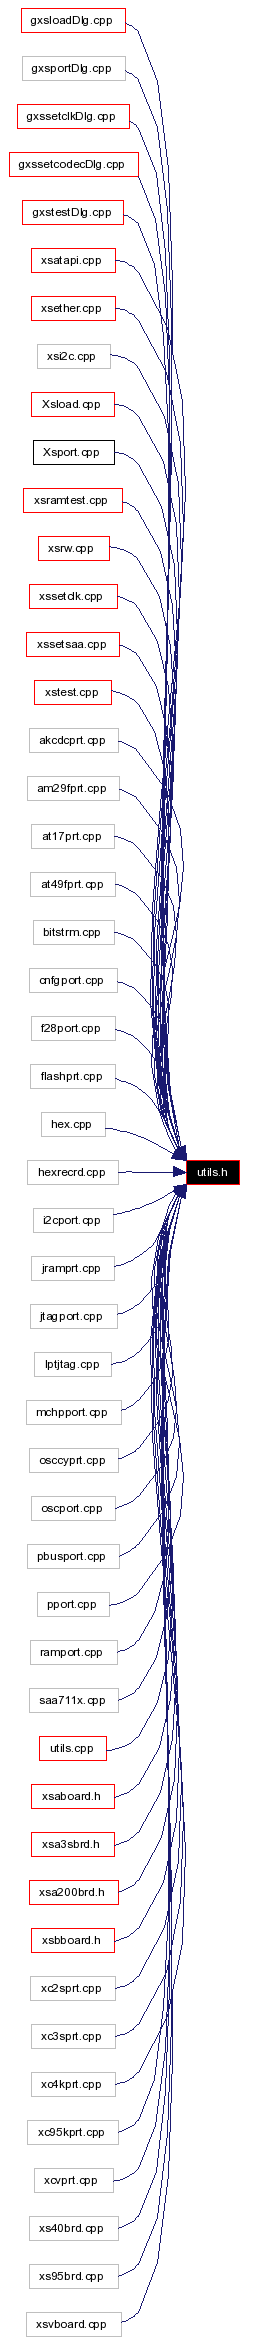 gxsloadDlg.cpp
gxsportDlg.cpp
gxssetclkDlg.cpp
gxssetcodecDlg.cpp
gxstestDlg.cpp
xsatapi.cpp
xsether.cpp
xsi2c.cpp
Xsload.cpp
Xsport.cpp
xsramtest.cpp
xsrw.cpp
xssetclk.cpp
xssetsaa.cpp
xstest.cpp
akcdcprt.cpp
am29fprt.cpp
at17prt.cpp
at49fprt.cpp
bitstrm.cpp
cnfgport.cpp
f28port.cpp
flashprt.cpp
hex.cpp
hexrecrd.cpp
utils.h
i2cport.cpp
jramprt.cpp
jtagport.cpp
lptjtag.cpp
mchpport.cpp
osccyprt.cpp
oscport.cpp
pbusport.cpp
pport.cpp
ramport.cpp
saa711x.cpp
utils.cpp
xsaboard.h
xsa3sbrd.h
xsa200brd.h
xsbboard.h
xc2sprt.cpp
xc3sprt.cpp
xc4kprt.cpp
xc95kprt.cpp
xcvprt.cpp
xs40brd.cpp
xs95brd.cpp
xsvboard.cpp